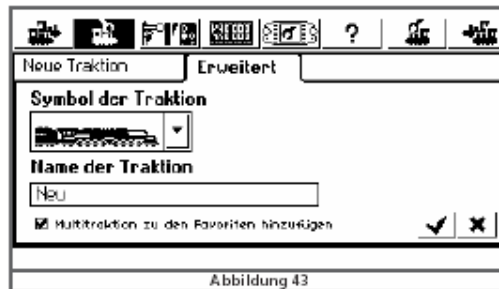 ?
Neue Traktion
Erweitert
Symbol der Traktion
Name der Traktion
Neu
Multitraktion zu den Favoriten hinzufügen
Abbildung 43